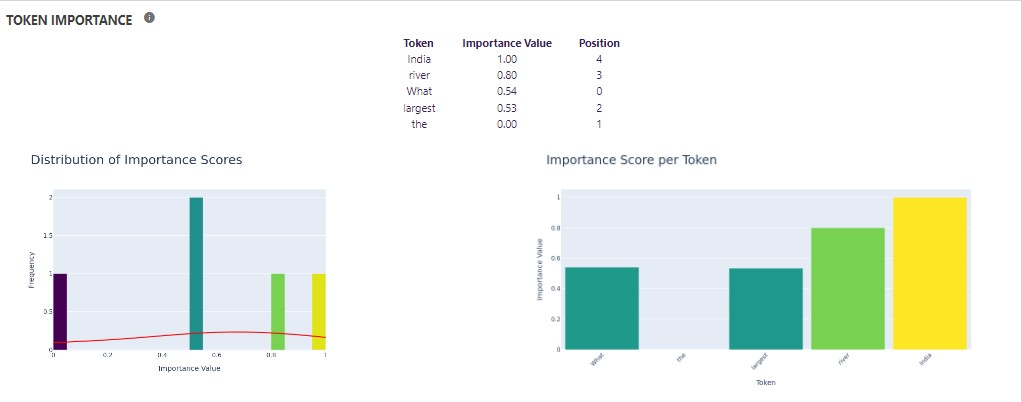 TOKEN IMPORTANCE
Token Importance Value Position
India 1.00 4
river 0.80 3
What 0.54 0
largest 0.53 2
the 0.00 1
Distribution of Importance Scores
2
1.5
1
0.5
0
Frequency
0 0.2 0.4 0.6 0.8 1
Importance Value
Importance Score per Token
1
0.8
0.6
0.4
0.2
0
Importance Value
What the largest river India
Token